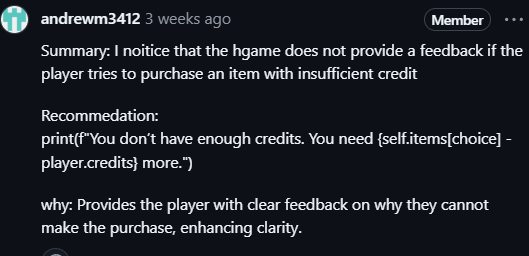 andrewm3412 3 weeks ago Member ...
Summary: I noitice that the hgame does not provide a feedback if the
player tries to purchase an item with insufficient credit
Recommedation:
print(f"You don´t have enough credits. You need {self.items[choice] -
player.credits} more.")
why: Provides the player with clear feedback on why they cannot
make the purchase, enhancing clarity.